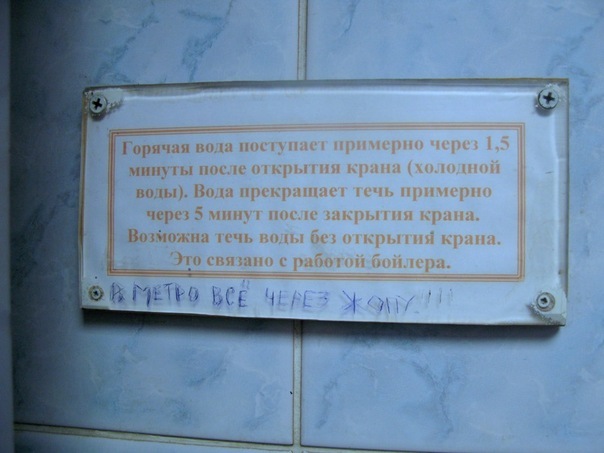 Горячая вода поступает примерно через 1,5
минуты после открытия крана (холодной
воды). Вода прекращает течь примерно
через 5 минут после закрытия крана.
Возможна течь воды без открытия крана.
Это связано с работой бойлера.
В МЕТРО ВСЁ ЧЕРЕЗ ЖОПУ!!!